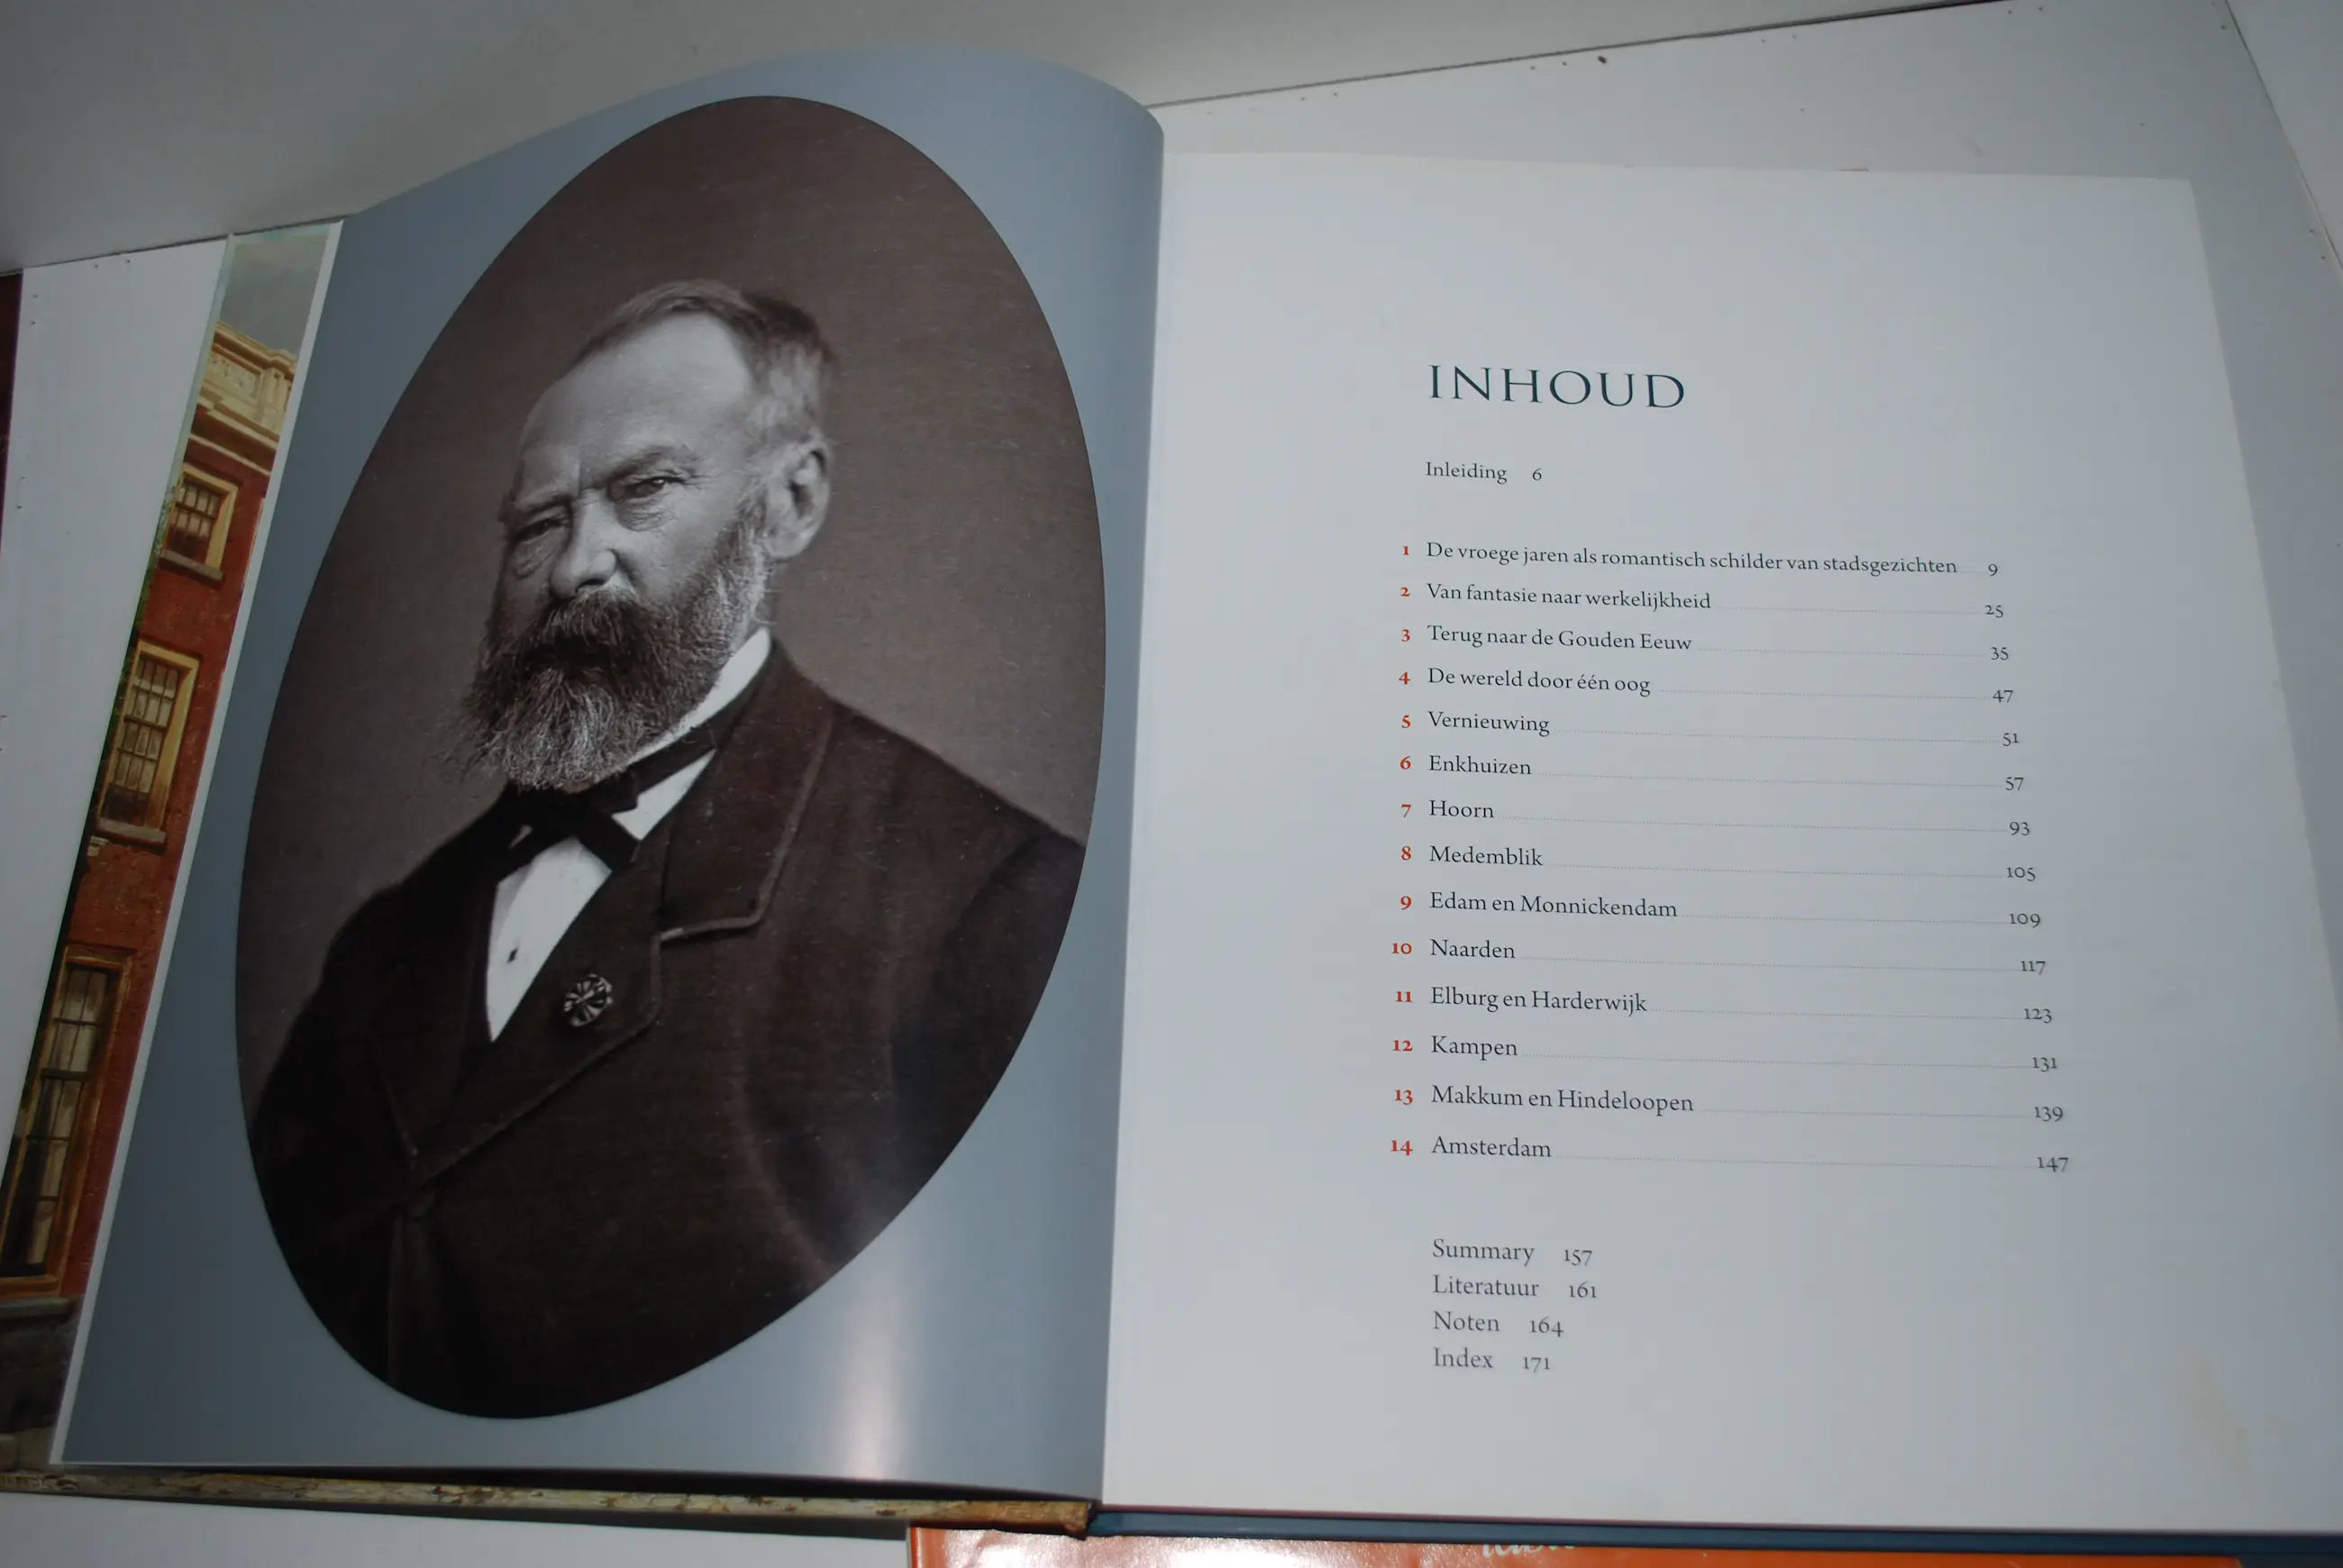 INHOUD
Inleiding 6
1 De vroege jaren als romantisch schilder van stadsgezichten 9
2 Van fantasie naar werkelijkheid 25
3 Terug naar de Gouden Eeuw 35
4 De wereld door één oog 47
5 Vernieuwing 51
6 Enkhuizen 57
7 Hoorn 93
8 Medemblik 105
9 Edam en Monnickendam 109
10 Naarden 117
11 Elburg en Harderwijk 123
12 Kampen 131
13 Makkum en Hindeloopen 139
14 Amsterdam 147
Summary 157
Literatuur 161
Noten 164
Index 171